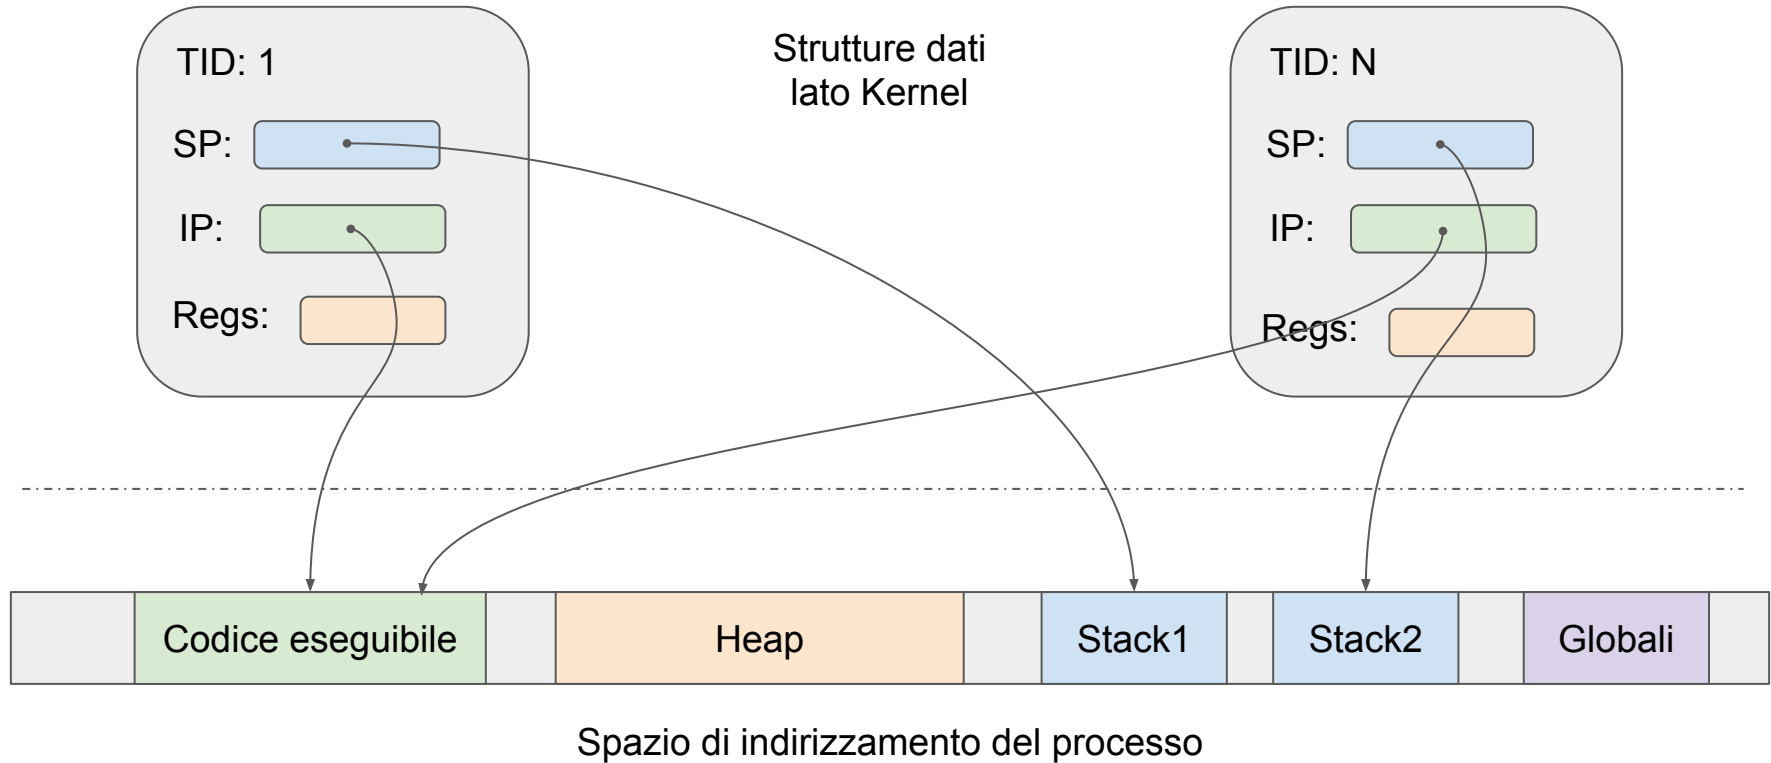 TID: 1
SP:
IP:
Regs:
Strutture dati
lato Kernel
TID: N
SP:
IP:
Regs:
Codice eseguibile
Heap
Stack1
Stack2
Globali
Spazio di indirizzamento del processo